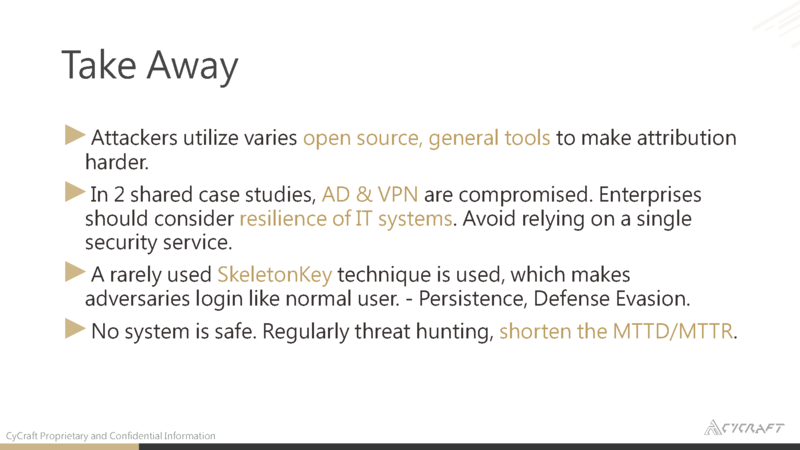 Take Away
Attackers utilize varies open source, general tools to make attribution
harder.
In 2 shared case studies, AD & VPN are compromised. Enterprises
should consider resilience of IT systems. Avoid relying on a single
security service.
A rarely used SkeletonKey technique is used, which makes
adversaries login like normal user. - Persistence, Defense Evasion.
No system is safe. Regularly threat hunting, shorten the MTTD/MTTR.
CyCraft Proprietary and Confidential Information
CYCRAFT